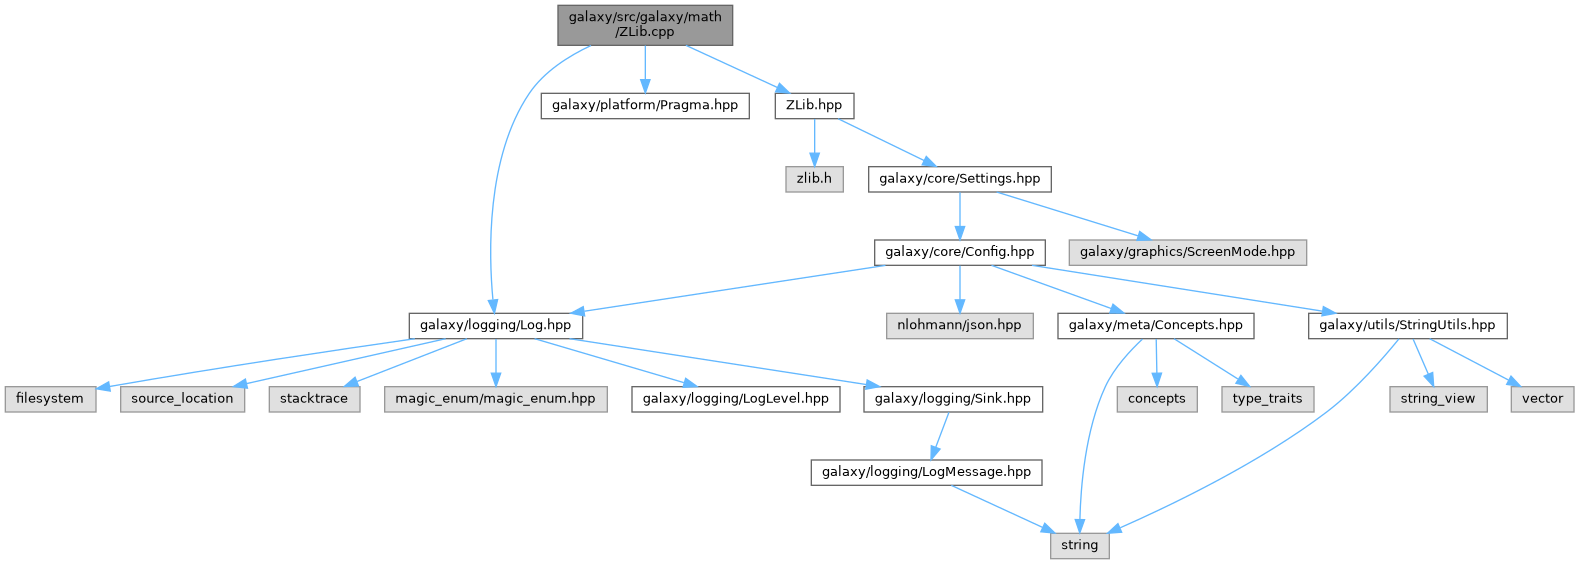 galaxy/src/galaxy/math
/ZLib.cpp
galaxy/platform/Pragma.hpp
ZLib.hpp
zlib.h
galaxy/core/Settings.hpp
galaxy/core/Config.hpp
galaxy/graphics/ScreenMode.hpp
galaxy/logging/Log.hpp
nlohmann/json.hpp
galaxy/meta/Concepts.hpp
galaxy/utils/StringUtils.hpp
filesystem
source_location
stacktrace
magic_enum/magic_enum.hpp
galaxy/logging/LogLevel.hpp
galaxy/logging/Sink.hpp
concepts
type_traits
string_view
vector
galaxy/logging/LogMessage.hpp
string